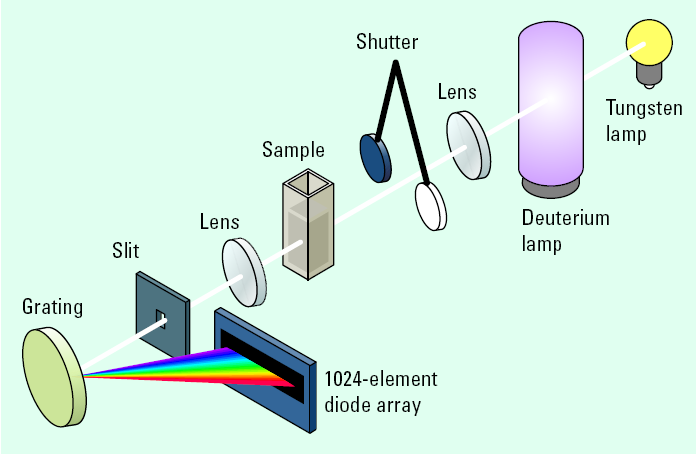 Shutter
Lens
Tungsten
lamp
Sample
Deuterium
lamp
Lens
Slit
Grating
1024-element
diode array